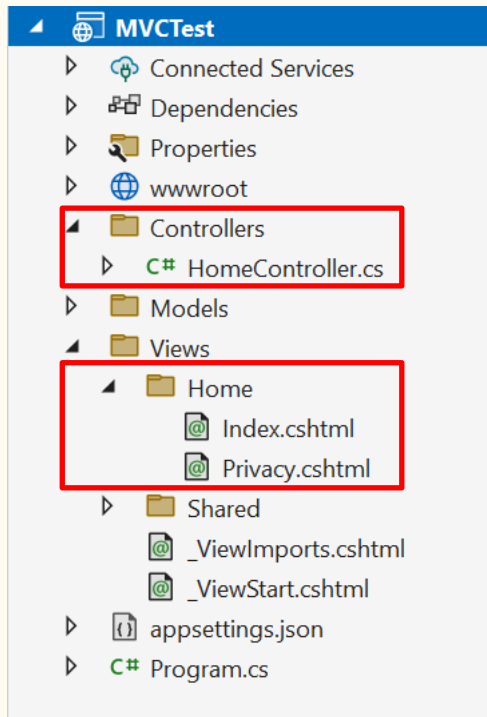 MVCTest
Connected Services
Dependencies
Properties
wwwroot
Controllers
C# HomeController.cs
Models
Views
Home
@ Index.cshtml
@ Privacy.cshtml
Shared
@ _ViewImports.cshtml
@ _ViewStart.cshtml
appsettings.json
C# Program.cs